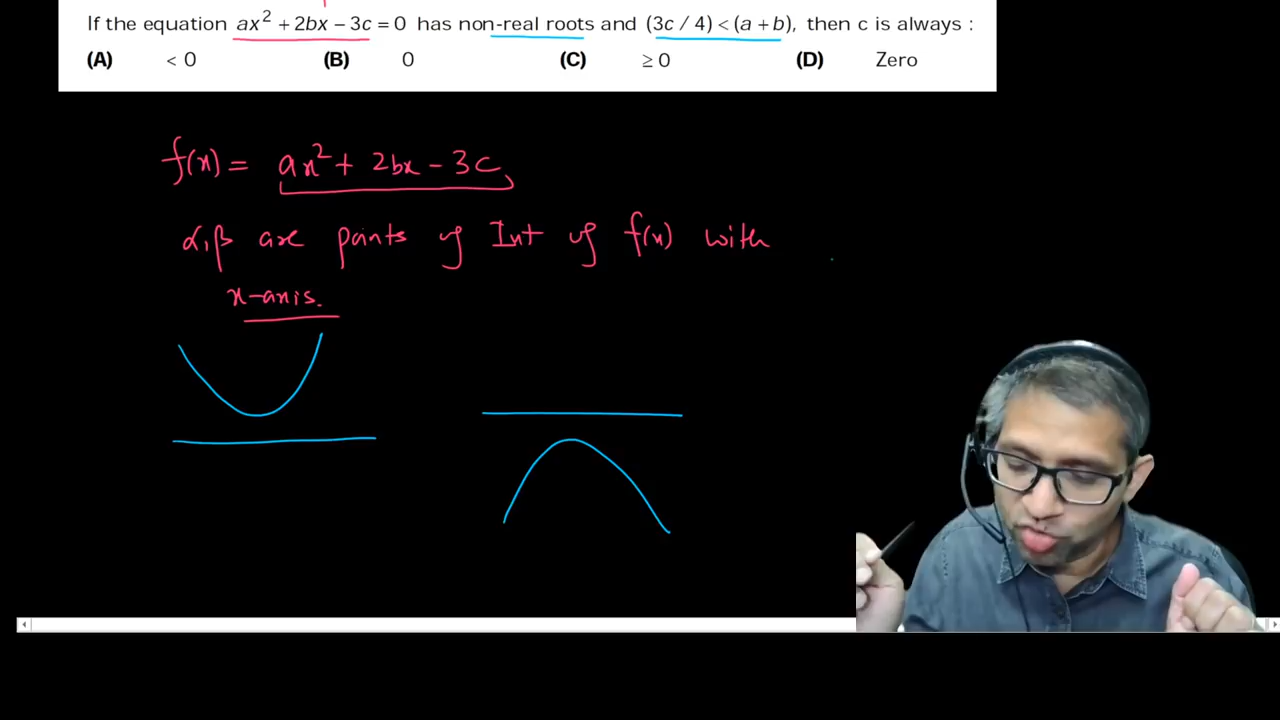 If the equation ax² + 2bx − 3c = 0 has non-real roots and (3c / 4) < (a + b), then c is always :
(A) < 0 (B) 0 (C) ≥ 0 (D) Zero
f(x) = ax² + 2bx − 3c
α, β are points of Int of f(x) with
x-axis.